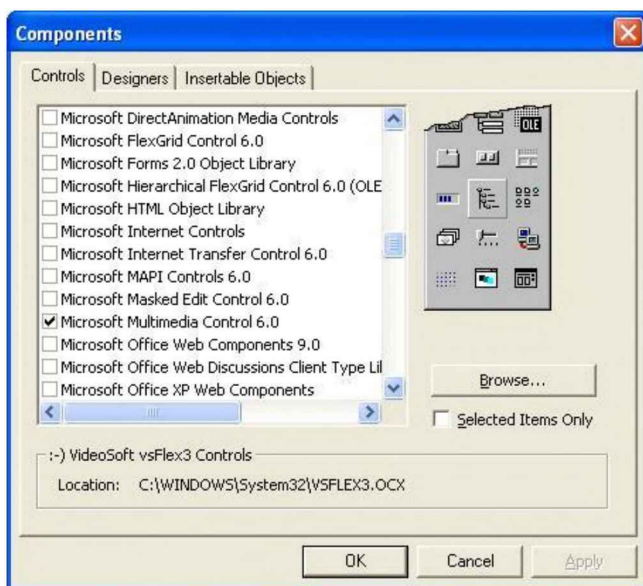 Components
Controls
Designers
Insertable Objects
Microsoft DirectAnimation Media Controls
Microsoft FlexGrid Control 6.0
Microsoft Forms 2.0 Object Library
Microsoft Hierarchical FlexGrid Control 6.0 (OLE
Microsoft HTML Object Library
Microsoft Internet Controls
Microsoft Internet Transfer Control 6.0
Microsoft MAPI Controls 6.0
Microsoft Masked Edit Control 6.0
Microsoft Multimedia Control 6.0
Microsoft Office Web Components 9.0
Microsoft Office Web Discussions Client Type Lil
Microsoft Office XP Web Components
OLE
Browse...
Selected Items Only
:-) VideoSoft vsFlex3 Controls
Location: C:\WINDOWS\System32\VSFLEX3.OCX
OK
Cancel
Apply